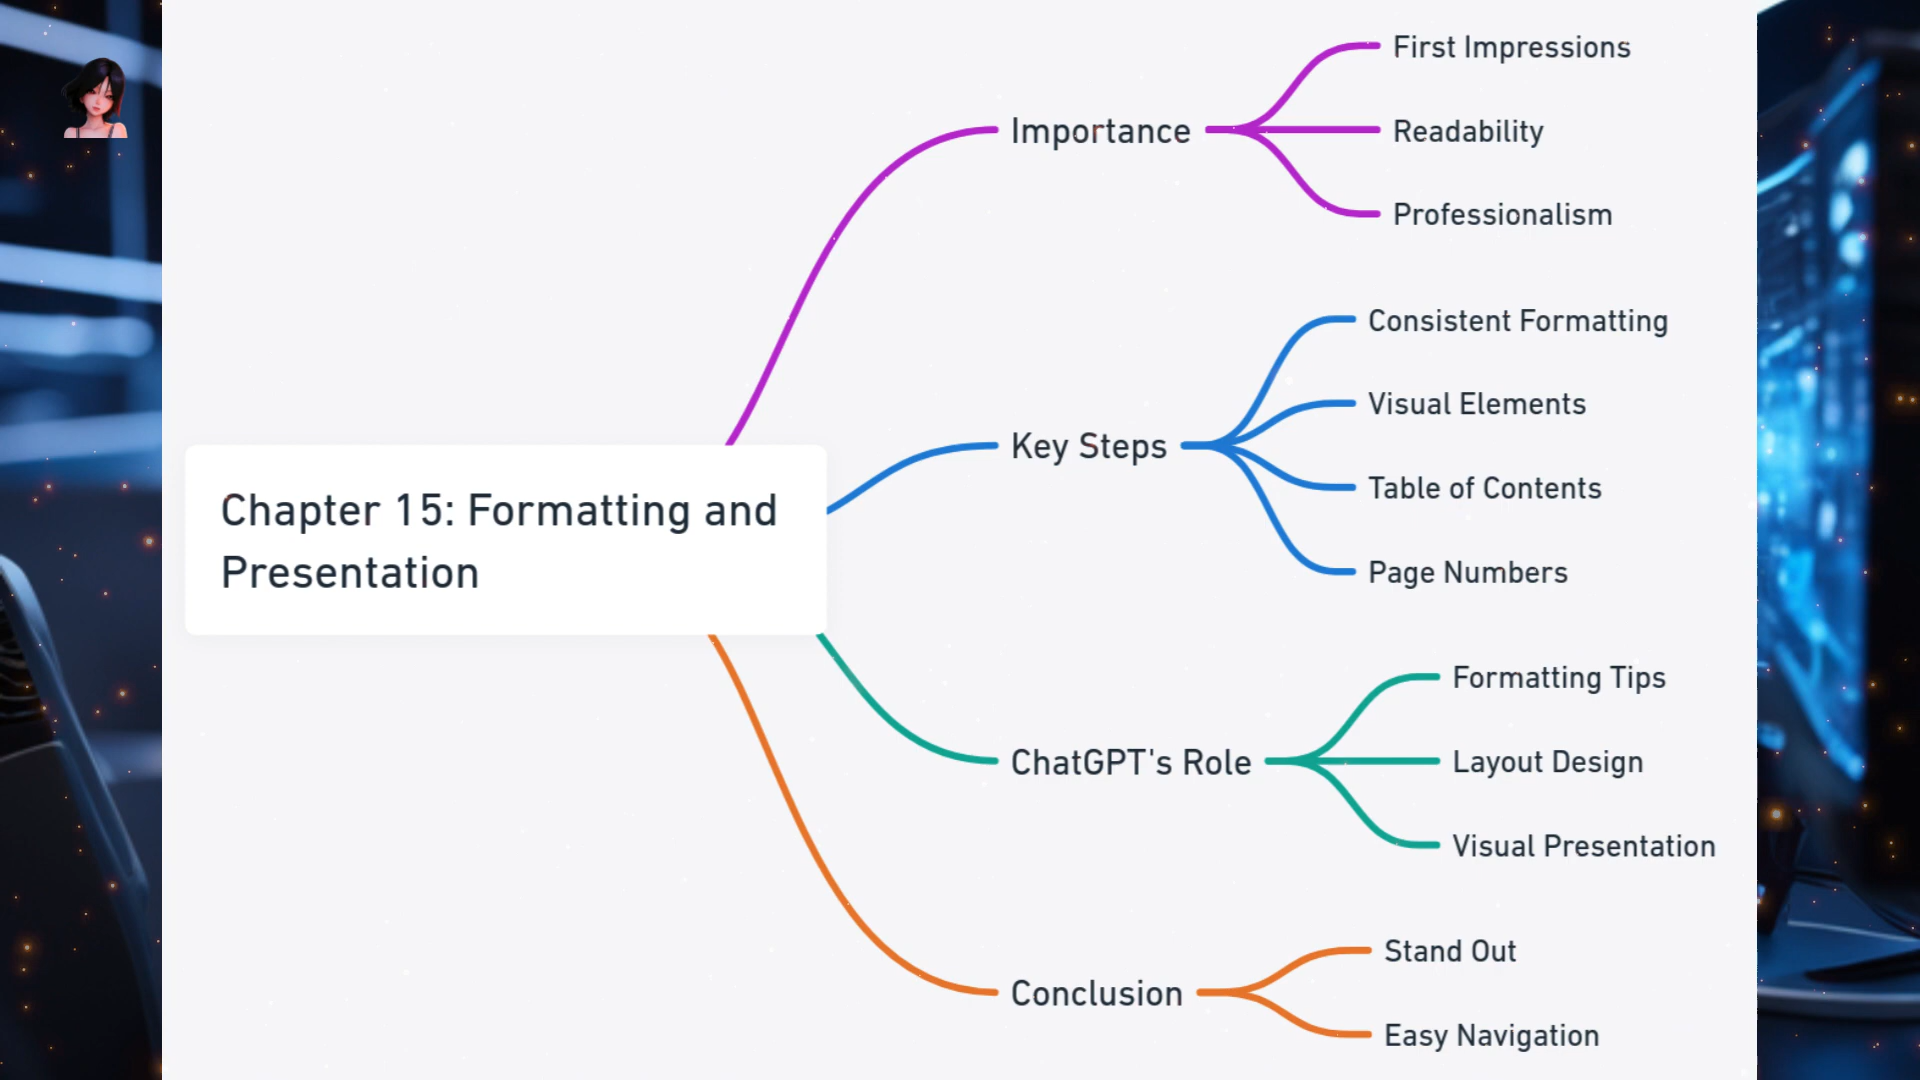 Chapter 15: Formatting and
Presentation
Importance
First Impressions
Readability
Professionalism
Key Steps
Consistent Formatting
Visual Elements
Table of Contents
Page Numbers
ChatGPT's Role
Formatting Tips
Layout Design
Visual Presentation
Conclusion
Stand Out
Easy Navigation